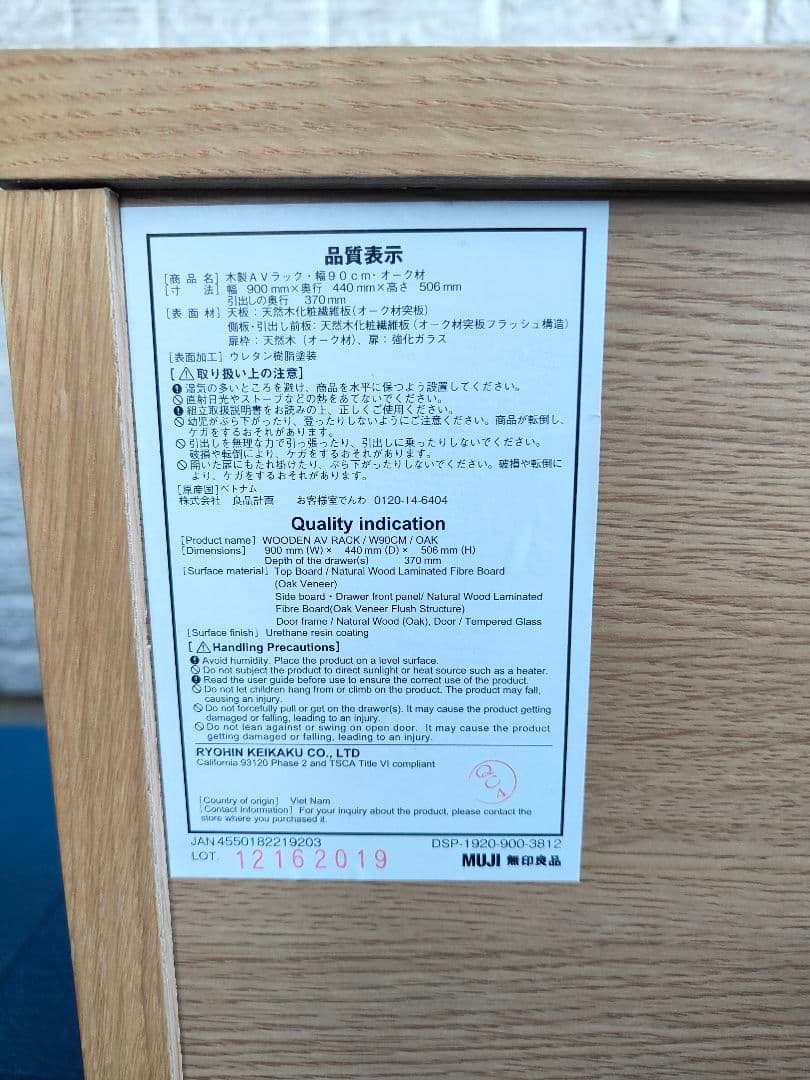 品質表示
[商品名] 木製AVラック・幅90cm・オーク材
[寸 法] 幅 900mm×奥行 440mm×高さ 506mm
引出しの奥行 370mm
[表面材] 天板：天然木化粧繊維板(オーク材突板)
側板・引出し前板：天然木化粧繊維板(オーク材突板フラッシュ構造)
扉枠：天然木(オーク材)、扉：強化ガラス
[表面加工] ウレタン樹脂塗装
[⚠取り扱い上の注意]
湿気の多いところを避け、商品を水平に保つよう設置してください。
直射日光やストーブなどの熱をあてないでください。
組立取扱説明書をお読みの上、正しくご使用ください。
幼児がぶら下がったり、登ったりしないようにご注意ください。商品が転倒し、
ケガをするおそれがあります。
引出しを無理な力で引っ張ったり、引出しに乗ったりしないでください。
破損や転倒により、ケガをするおそれがあります。
開いた扉にもたれ掛けたり、ぶら下がったりしないでください。破損や転倒に
より、ケガをするおそれがあります。
[原産国]ベトナム
株式会社 良品計画 お客様室でんわ 0120-14-6404
Quality indication
[Product name] WOODEN AV RACK / W90CM / OAK
[Dimensions] 900 mm (W) × 440 mm (D) × 506 mm (H)
Depth of the drawer(s) 370 mm
[Surface material] Top Board / Natural Wood Laminated Fibre Board
(Oak Veneer)
Side board・Drawer front panel/ Natural Wood Laminated
Fibre Board(Oak Veneer Flush Structure)
Door frame / Natural Wood (Oak), Door / Tempered Glass
[Surface finish] Urethane resin coating
[⚠Handling Precautions]
Avoid humidity. Place the product on a level surface.
Do not subject the product to direct sunlight or heat source such as a heater.
Read the user guide before use to ensure the correct use of the product.
Do not let children hang from or climb on the product. The product may fall,
causing an injury.
Do not forcefully pull or get on the drawer(s). It may cause the product getting
damaged or falling, leading to an injury.
Do not lean against or swing on open door. It may cause the product
getting damaged or falling, leading to an injury.
RYOHIN KEIKAKU CO., LTD
California 93120 Phase 2 and TSCA Title VI compliant
QCA
[Country of origin] Viet Nam
[Contact Information] For your inquiry about the product, please contact the
store where you purchased it.
JAN 4550182219203 DSP-1920-900-3812
LOT. 12162019 MUJI 無印良品